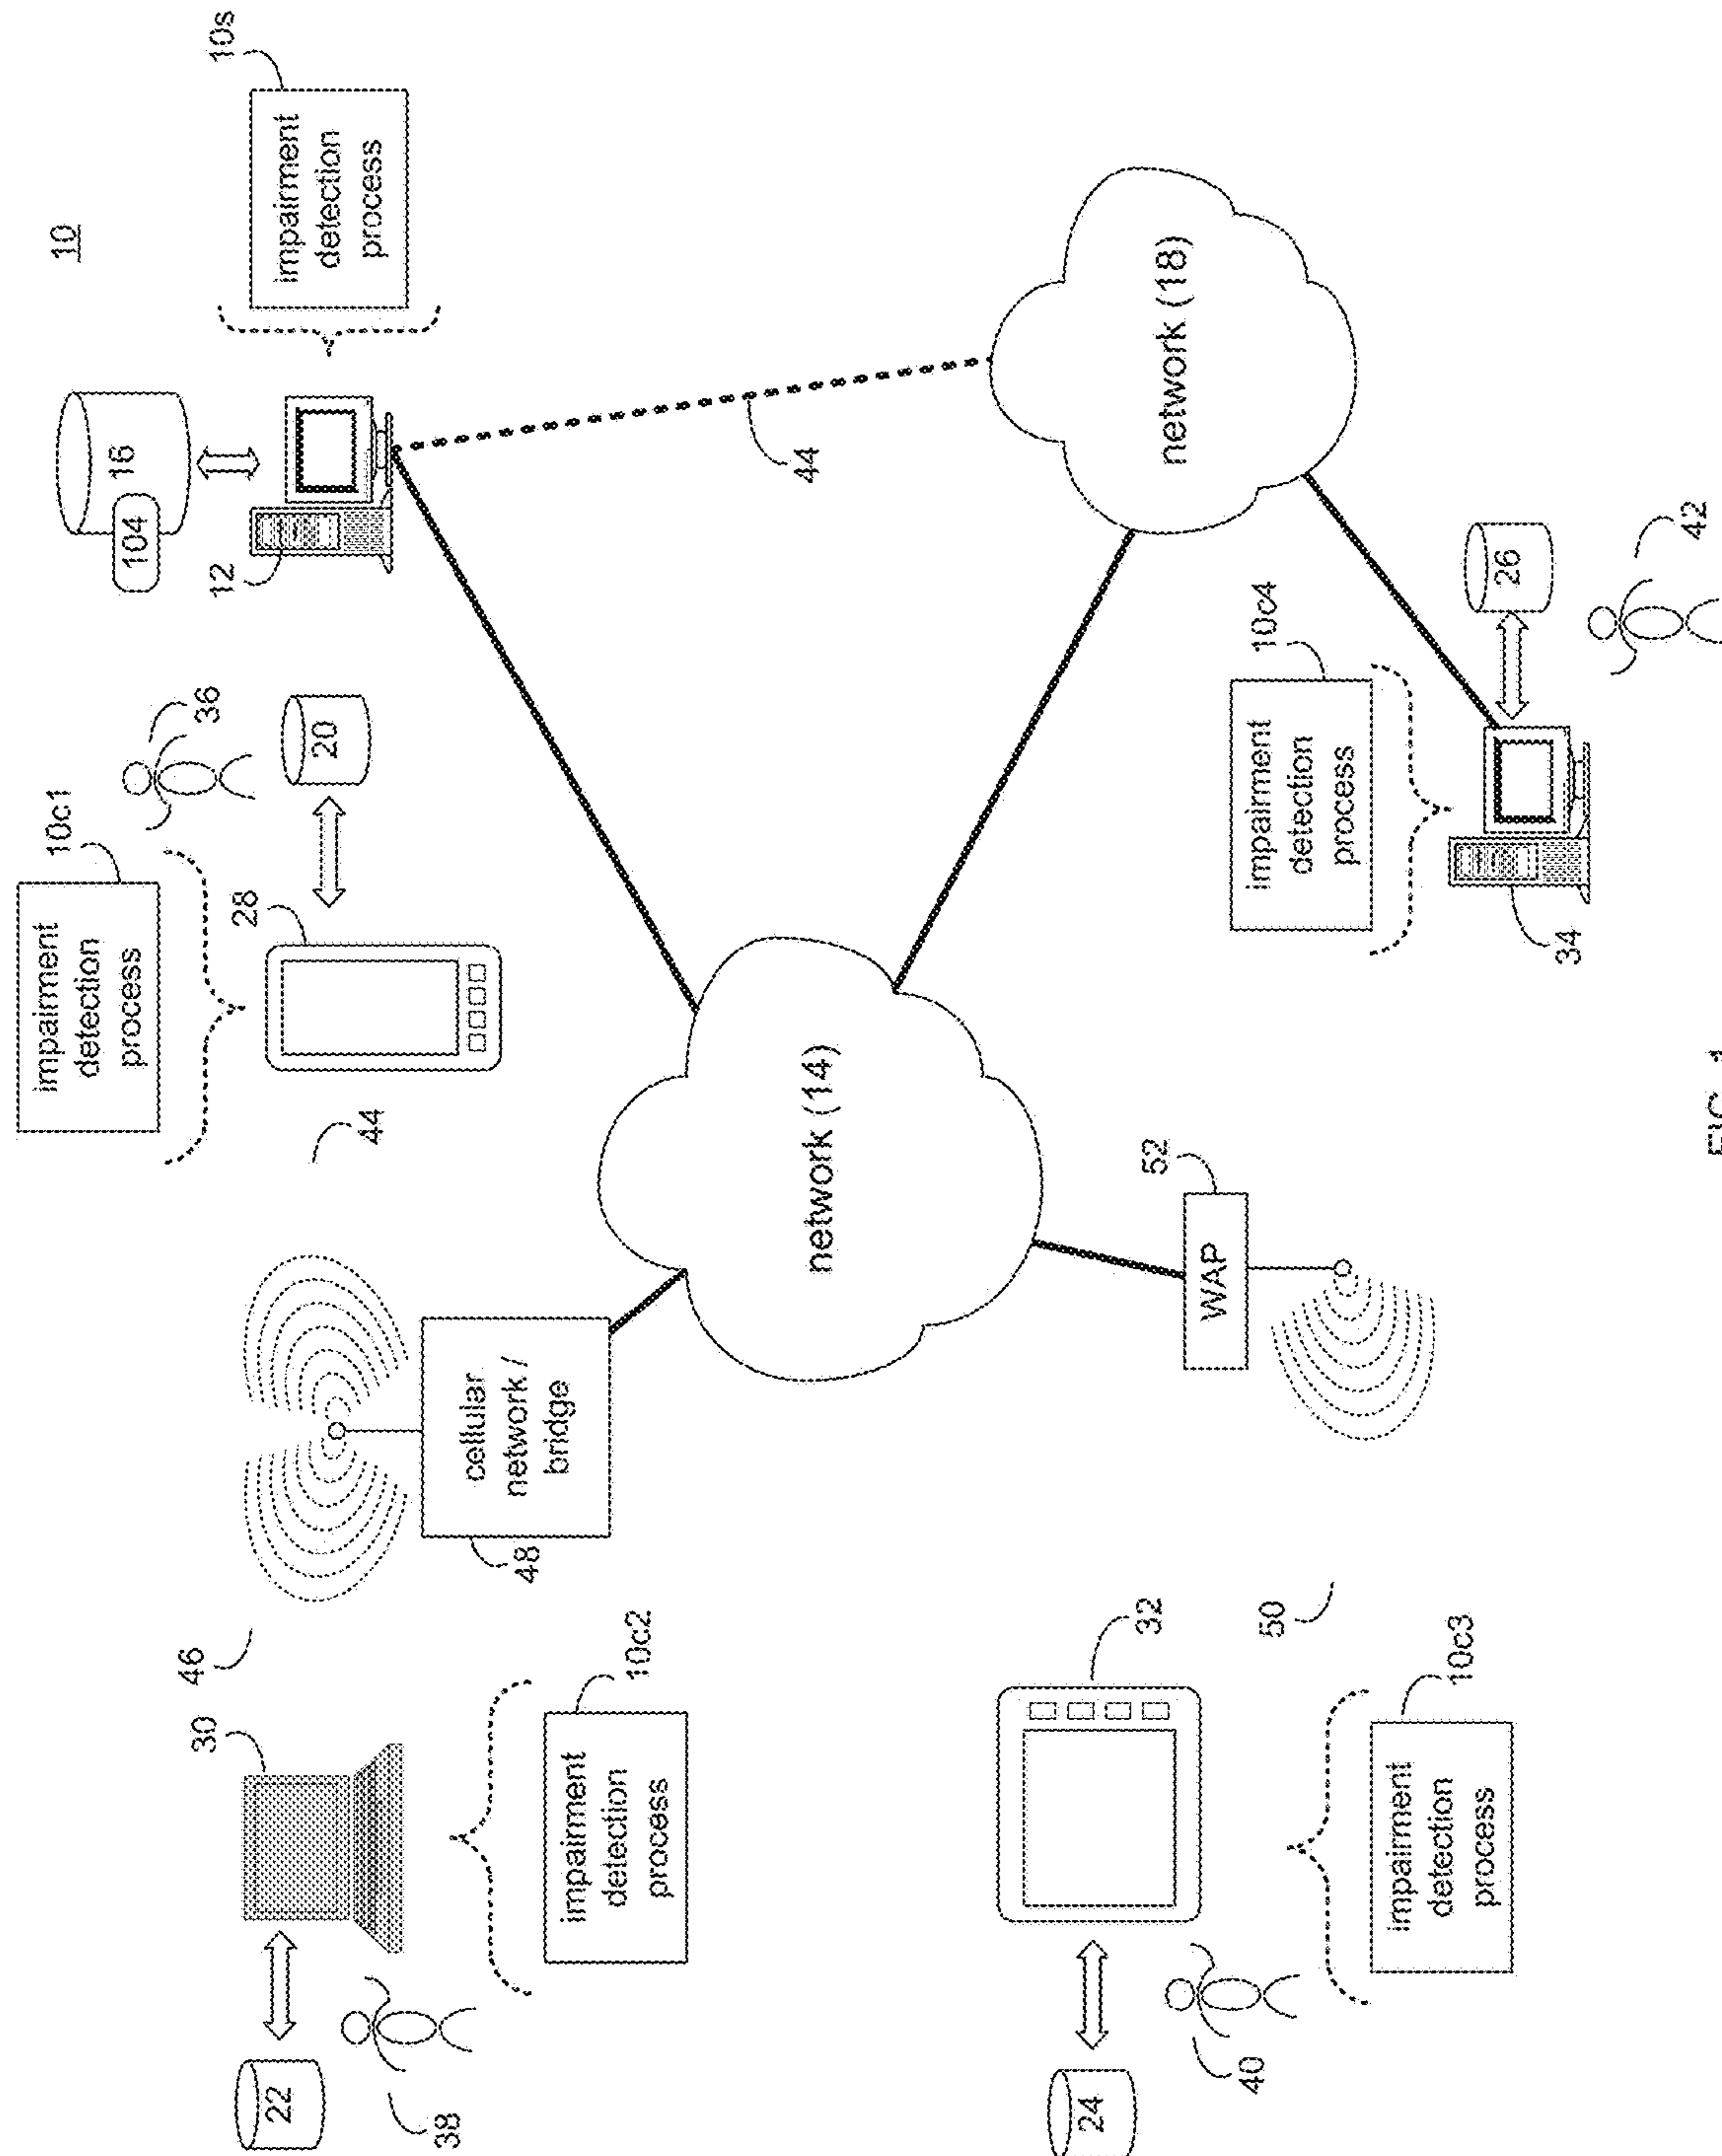 10
10s
impairment
detection
process
16
104
12
10c1
impairment
detection
process
36
20
28
44
46
30
22
38
10c2
impairment
detection
process
cellular
network /
bridge
48
network (14)
44
network (18)
32
24
40
50
10c3
impairment
detection
process
52
WAP
10c4
impairment
detection
process
26
42
34
FIG. 1